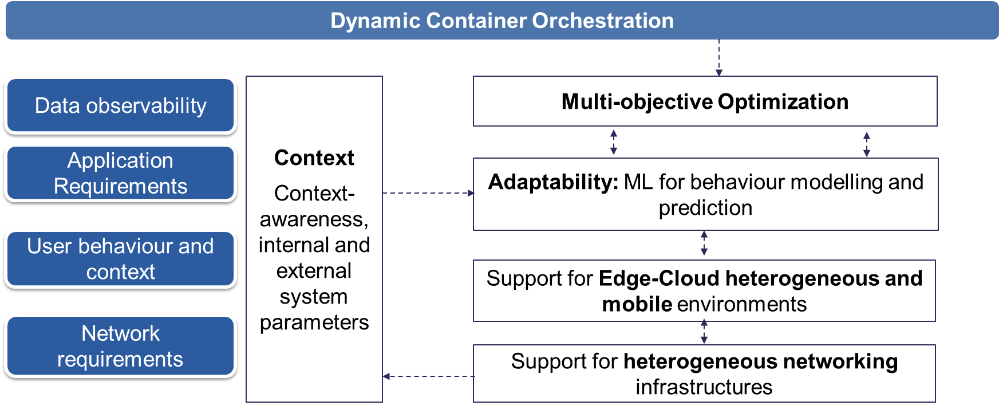 Dynamic Container Orchestration
Data observability
Application
Requirements
User behaviour and
context
Network
requirements
Context
Context-
awareness,
internal and
external
system
parameters
Multi-objective Optimization
Adaptability: ML for behaviour modelling and
prediction
Support for Edge-Cloud heterogeneous and
mobile environments
Support for heterogeneous networking
infrastructures